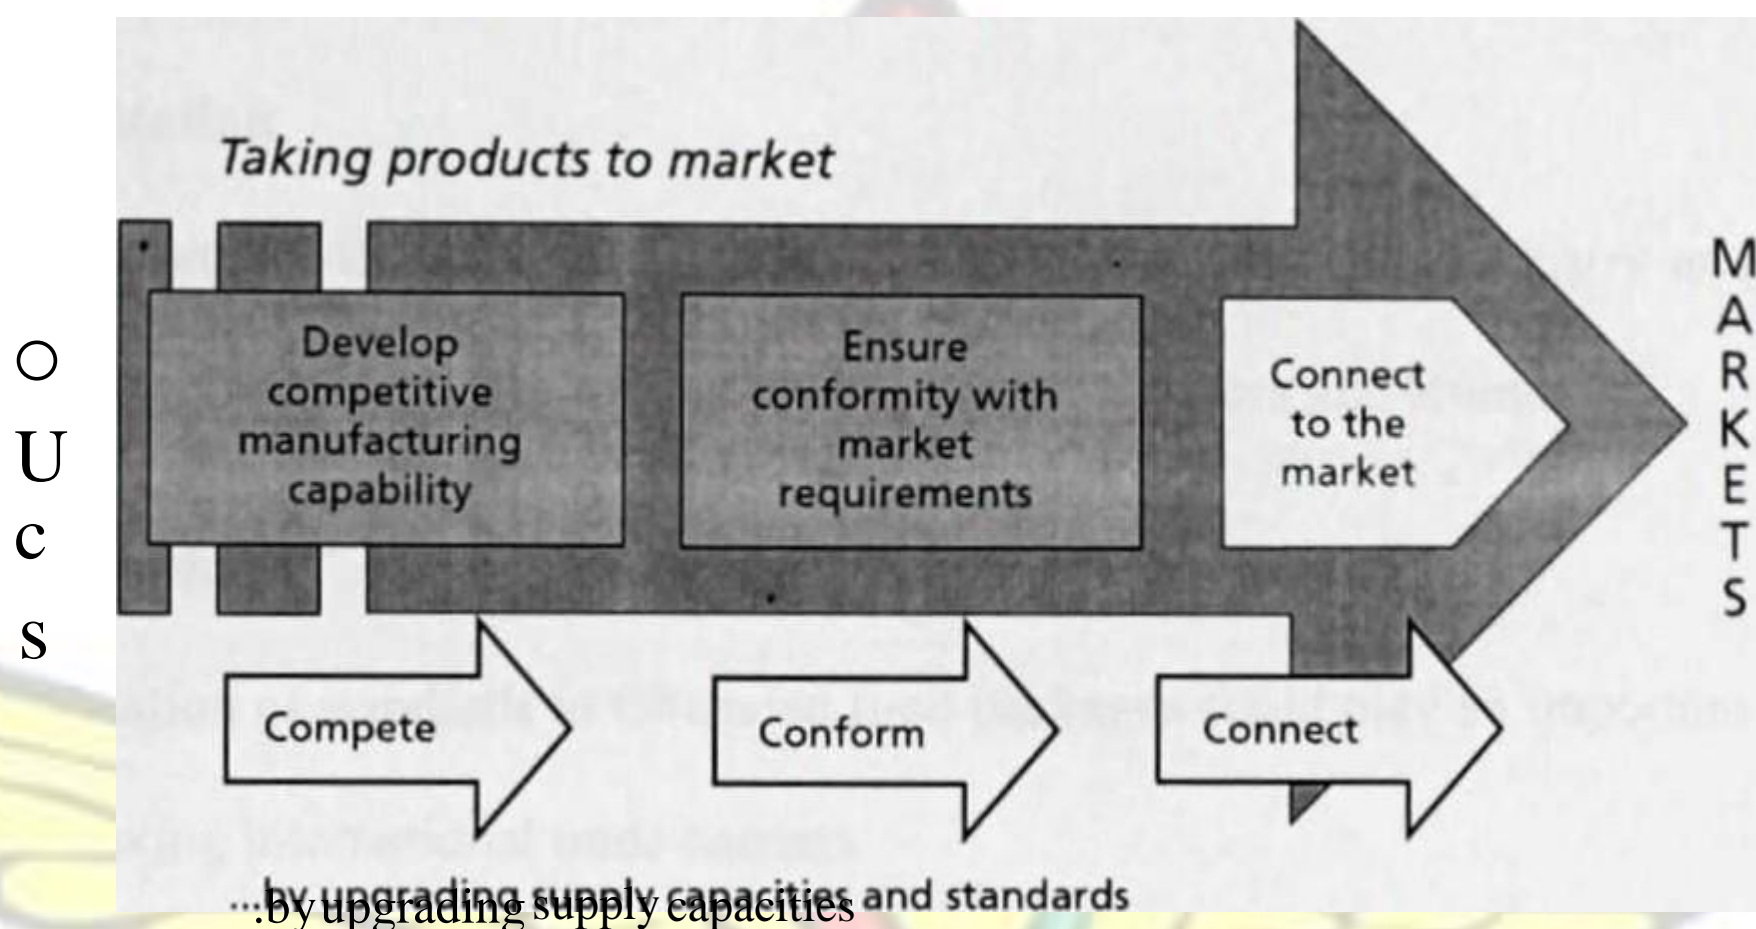 Taking products to market
Develop
competitive
manufacturing
capability
Ensure
conformity with
market
requirements
Connect
to the
market
M
A
R
K
E
T
S
○
U
c
s
Compete
Conform
Connect
...by upgrading supply capacities and standards
.by upgrading supply capacities